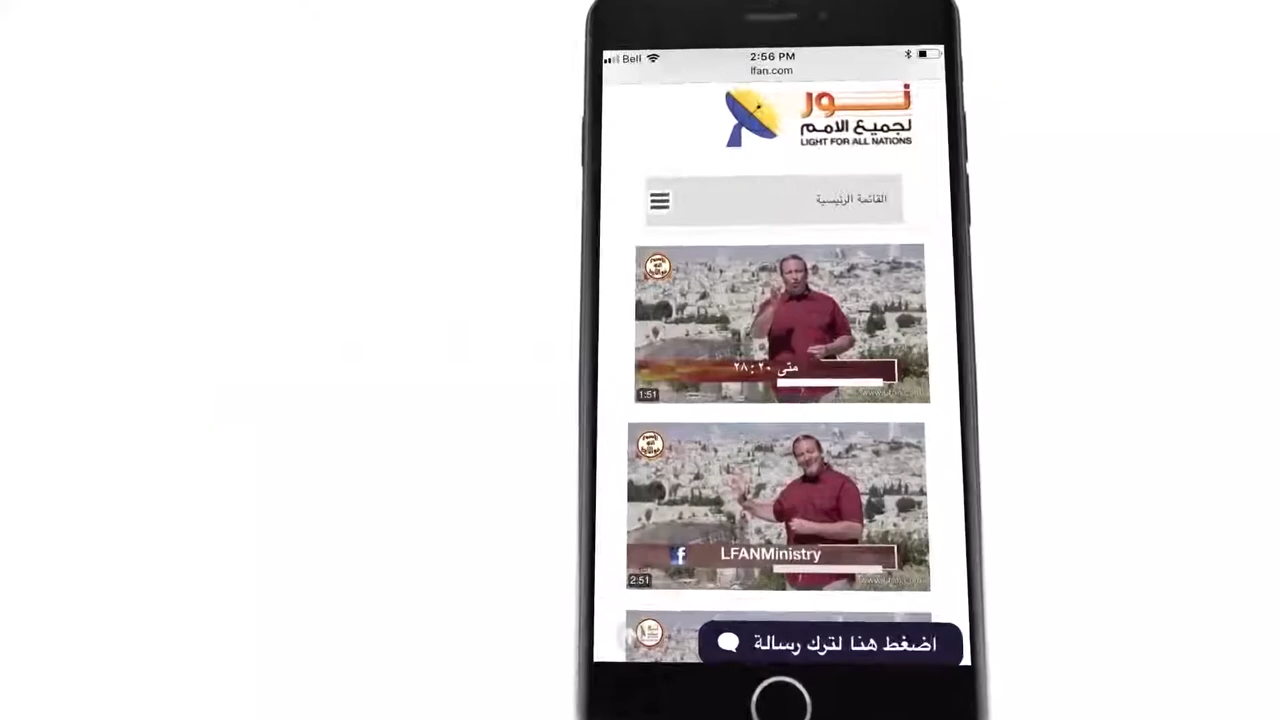 Bell
2:56 PM
lfan.com
نور
لجميع الامم
LIGHT FOR ALL NATIONS
القائمة الرئيسية
متى ٢٨:٢٠
1:51
LFANMinistry
2:51
اضغط هنا لترك رسالة